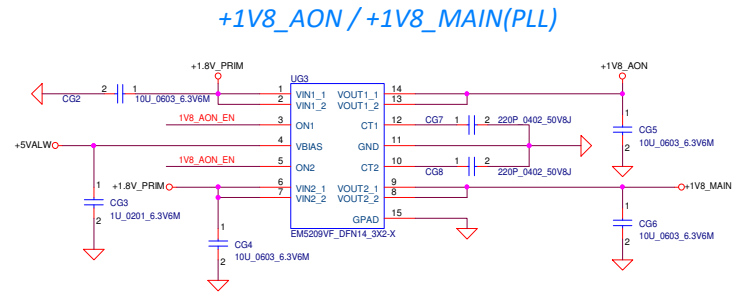 +1V8_AON / +1V8_MAIN(PLL)
+1.8V_PRIM
+1V8_AON
UG3
CG2
2
1
10U_0603_6.3V6M
1
2
VIN1_1
VIN1_2
VOUT1_1
VOUT1_2
14
13
1V8_AON_EN
3
ON1
CT1
12
CG7
1
2
220P_0402_50V8J
1
2
CG5
10U_0603_6.3V6M
+5VALW
4
VBIAS
GND
11
1V8_AON_EN
5
ON2
CT2
10
CG8
1
2
220P_0402_50V8J
+1.8V_PRIM
6
7
VIN2_1
VIN2_2
VOUT2_1
VOUT2_2
9
8
+1V8_MAIN
1
2
CG3
1U_0201_6.3V6M
GPAD
15
EM5209VF_DFN14_3X2-X
1
2
CG4
10U_0603_6.3V6M
1
2
CG6
10U_0603_6.3V6M